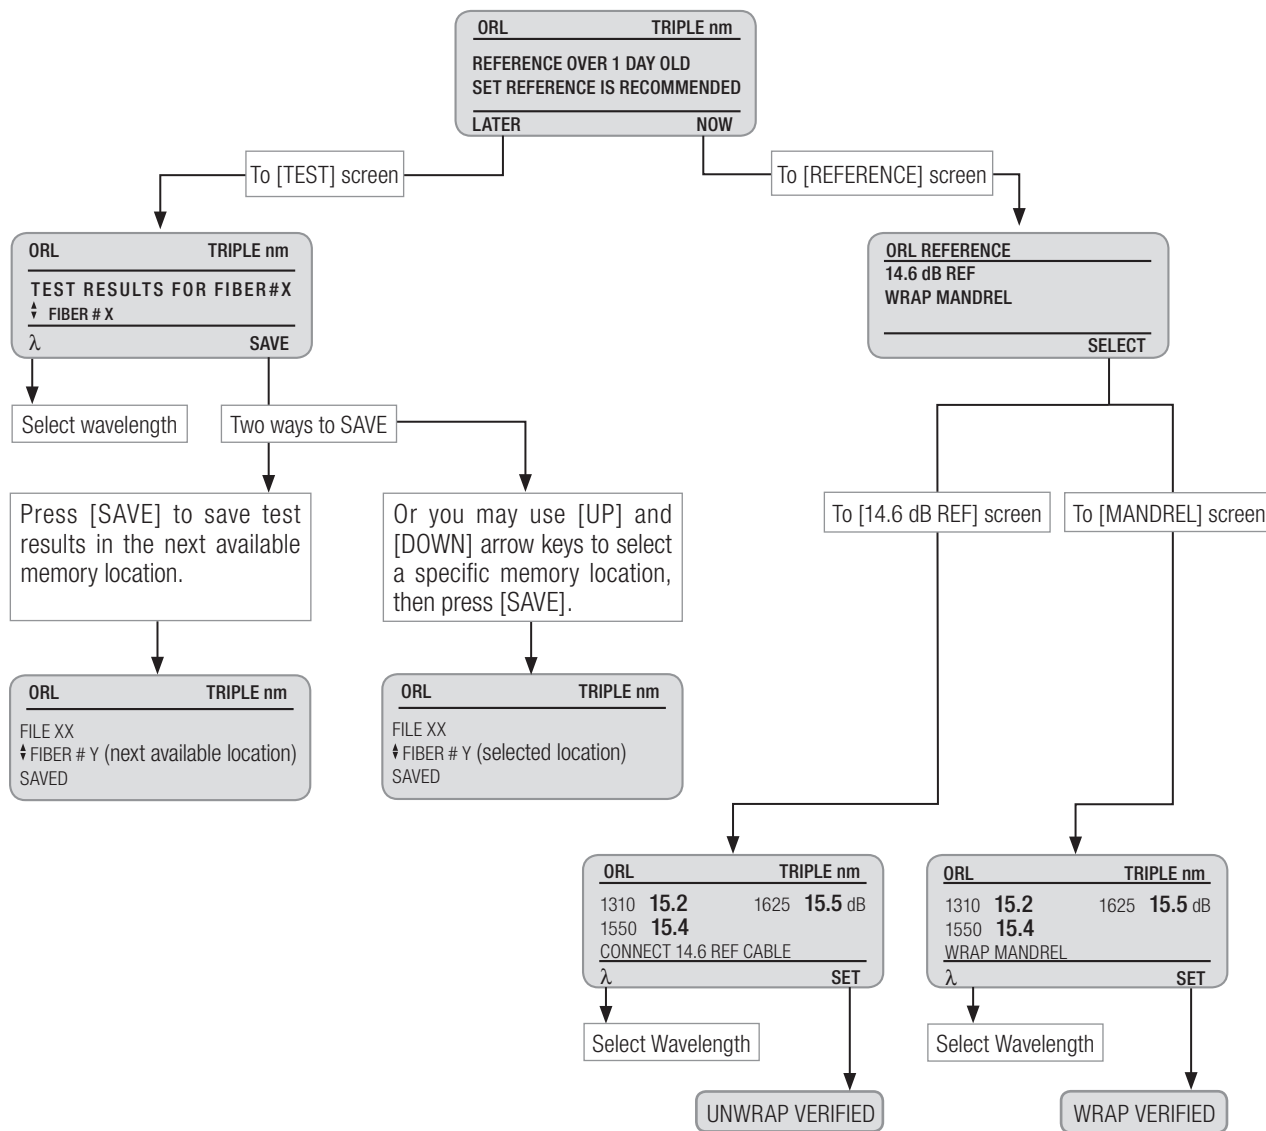 ORL TRIPLE nm
REFERENCE OVER 1 DAY OLD
SET REFERENCE IS RECOMMENDED
LATER NOW
To [TEST] screen
To [REFERENCE] screen
ORL TRIPLE nm
TEST RESULTS FOR FIBER#X
FIBER # X
λ SAVE
ORL REFERENCE
14.6 dB REF
WRAP MANDREL
SELECT
Select wavelength
Two ways to SAVE
Press [SAVE] to save test
results in the next available
memory location.
Or you may use [UP] and
[DOWN] arrow keys to select
a specific memory location,
then press [SAVE].
To [14.6 dB REF] screen
To [MANDREL] screen
ORL TRIPLE nm
FILE XX
FIBER # Y (next available location)
SAVED
ORL TRIPLE nm
FILE XX
FIBER # Y (selected location)
SAVED
ORL TRIPLE nm
1310 15.2 1625 15.5 dB
1550 15.4
CONNECT 14.6 REF CABLE
λ SET
Select Wavelength
UNWRAP VERIFIED
ORL TRIPLE nm
1310 15.2 1625 15.5 dB
1550 15.4
WRAP MANDREL
λ SET
Select Wavelength
WRAP VERIFIED